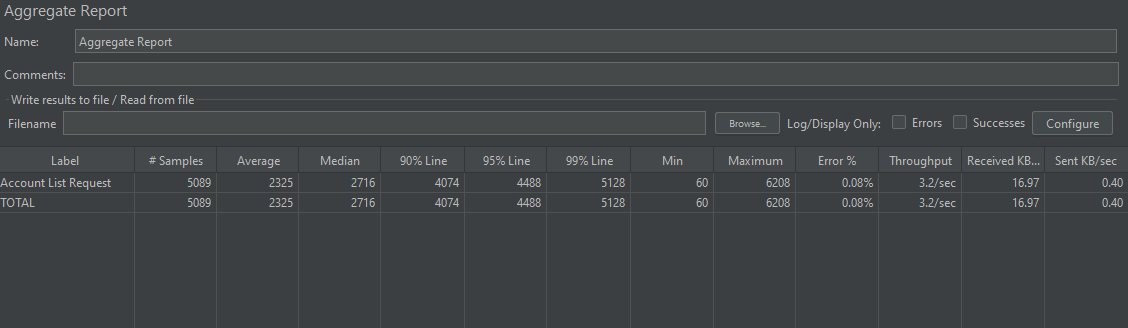 Aggregate Report
Name: Aggregate Report
Comments:
Write results to file / Read from file
Filename Browse... Log/Display Only: Errors Successes Configure
Label # Samples Average Median 90% Line 95% Line 99% Line Min Maximum Error % Throughput Received KB... Sent KB/sec
Account List Request 5089 2325 2716 4074 4488 5128 60 6208 0.08% 3.2/sec 16.97 0.40
TOTAL 5089 2325 2716 4074 4488 5128 60 6208 0.08% 3.2/sec 16.97 0.40